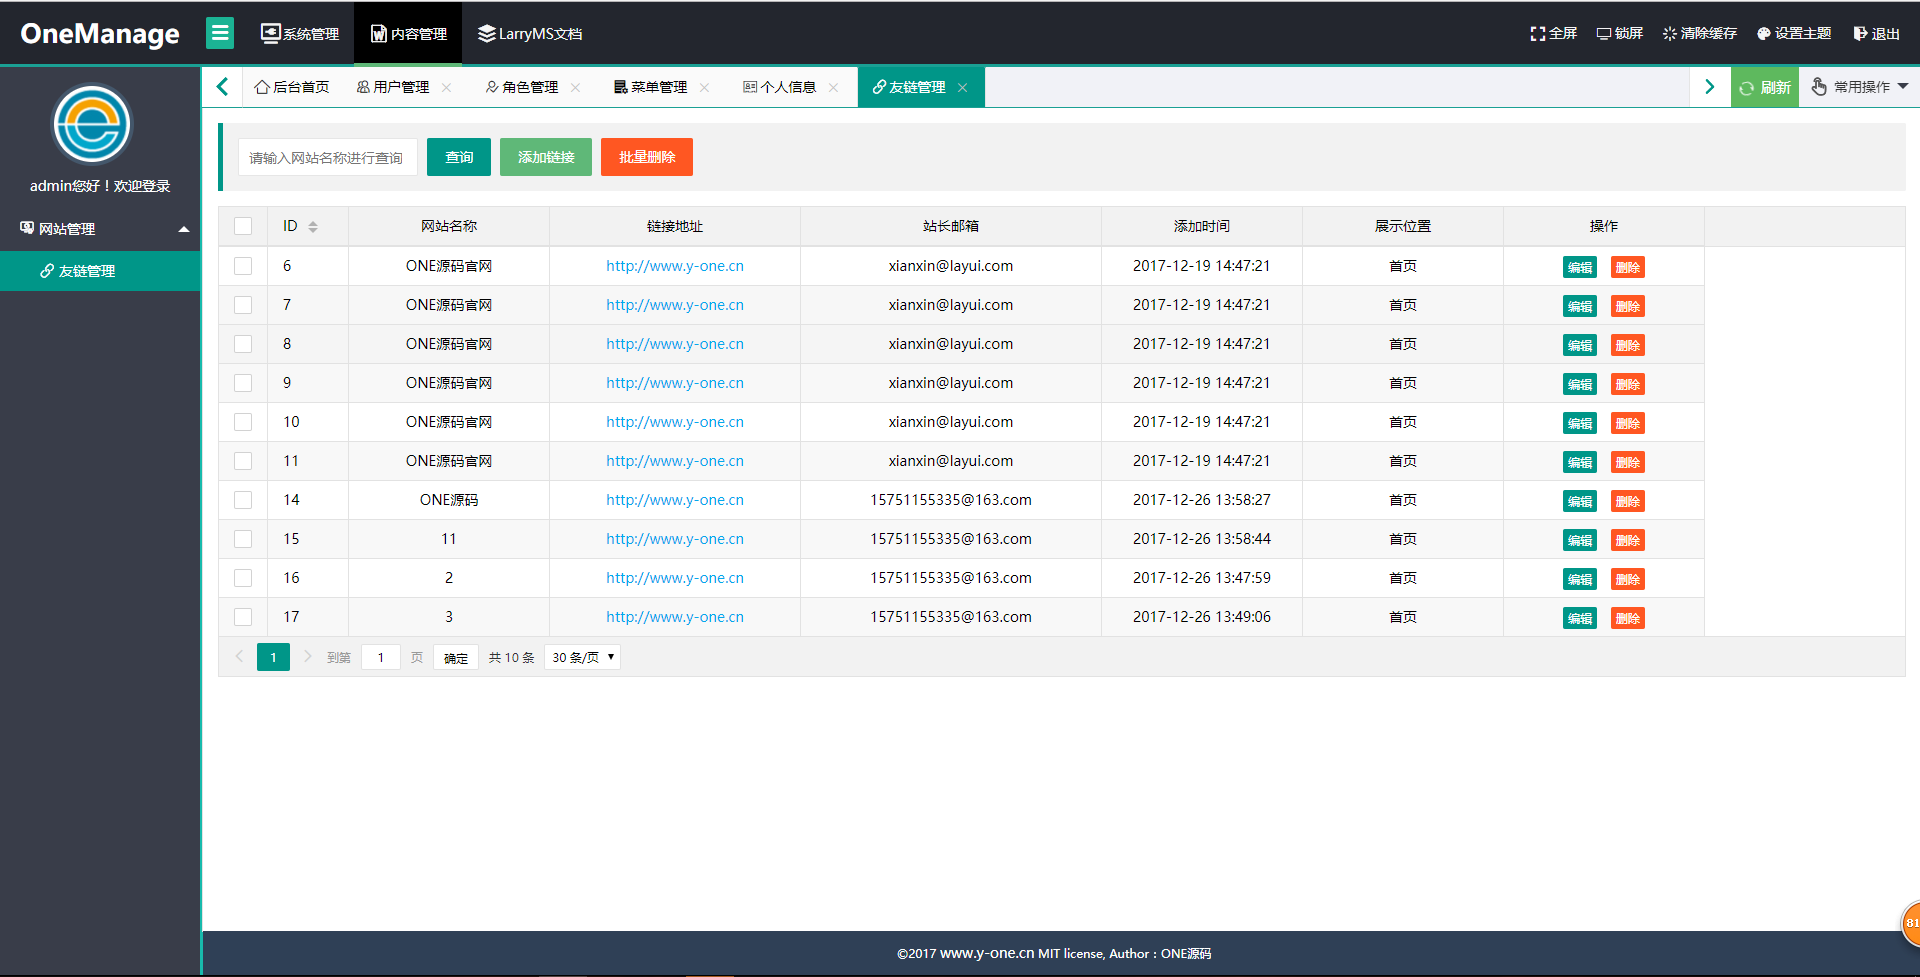 OneManage 系统管理 内容管理 LarryMS文档 全屏 锁屏 清除缓存 设置主题 退出
后台首页 用户管理 角色管理 菜单管理 个人信息 友链管理 刷新 常用操作
admin您好！欢迎登录
网站管理
友链管理
请输入网站名称进行查询 查询 添加链接 批量删除
ID 网站名称 链接地址 站长邮箱 添加时间 展示位置 操作
6 ONE源码官网 http://www.y-one.cn xianxin@layui.com 2017-12-19 14:47:21 首页 编辑 删除
7 ONE源码官网 http://www.y-one.cn xianxin@layui.com 2017-12-19 14:47:21 首页 编辑 删除
8 ONE源码官网 http://www.y-one.cn xianxin@layui.com 2017-12-19 14:47:21 首页 编辑 删除
9 ONE源码官网 http://www.y-one.cn xianxin@layui.com 2017-12-19 14:47:21 首页 编辑 删除
10 ONE源码官网 http://www.y-one.cn xianxin@layui.com 2017-12-19 14:47:21 首页 编辑 删除
11 ONE源码官网 http://www.y-one.cn xianxin@layui.com 2017-12-19 14:47:21 首页 编辑 删除
14 ONE源码 http://www.y-one.cn 15751155335@163.com 2017-12-26 13:58:27 首页 编辑 删除
15 11 http://www.y-one.cn 15751155335@163.com 2017-12-26 13:58:44 首页 编辑 删除
16 2 http://www.y-one.cn 15751155335@163.com 2017-12-26 13:47:59 首页 编辑 删除
17 3 http://www.y-one.cn 15751155335@163.com 2017-12-26 13:49:06 首页 编辑 删除
1 到第 1 页 确定 共 10 条 30 条/页
81
©2017 www.y-one.cn MIT license, Author：ONE源码